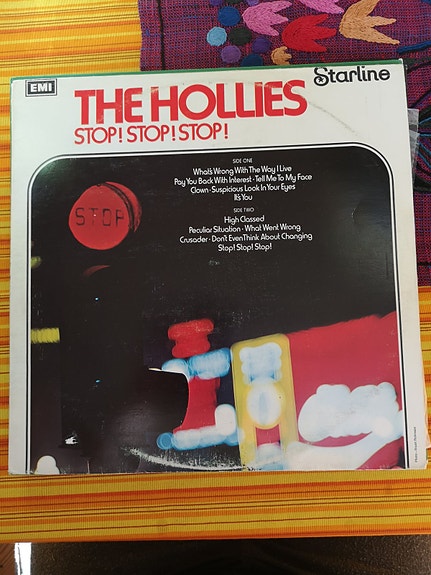 EMI
Starline
THE HOLLIES
STOP! STOP! STOP!
SIDE ONE
What's Wrong With The Way I Live
Pay You Back With Interest · Tell Me To My Face
Clown · Suspicious Look In Your Eyes
It's You
SIDE TWO
High Classed
Peculiar Situation · What Went Wrong
Crusader · Don't Even Think About Changing
Stop! Stop! Stop!
STOP